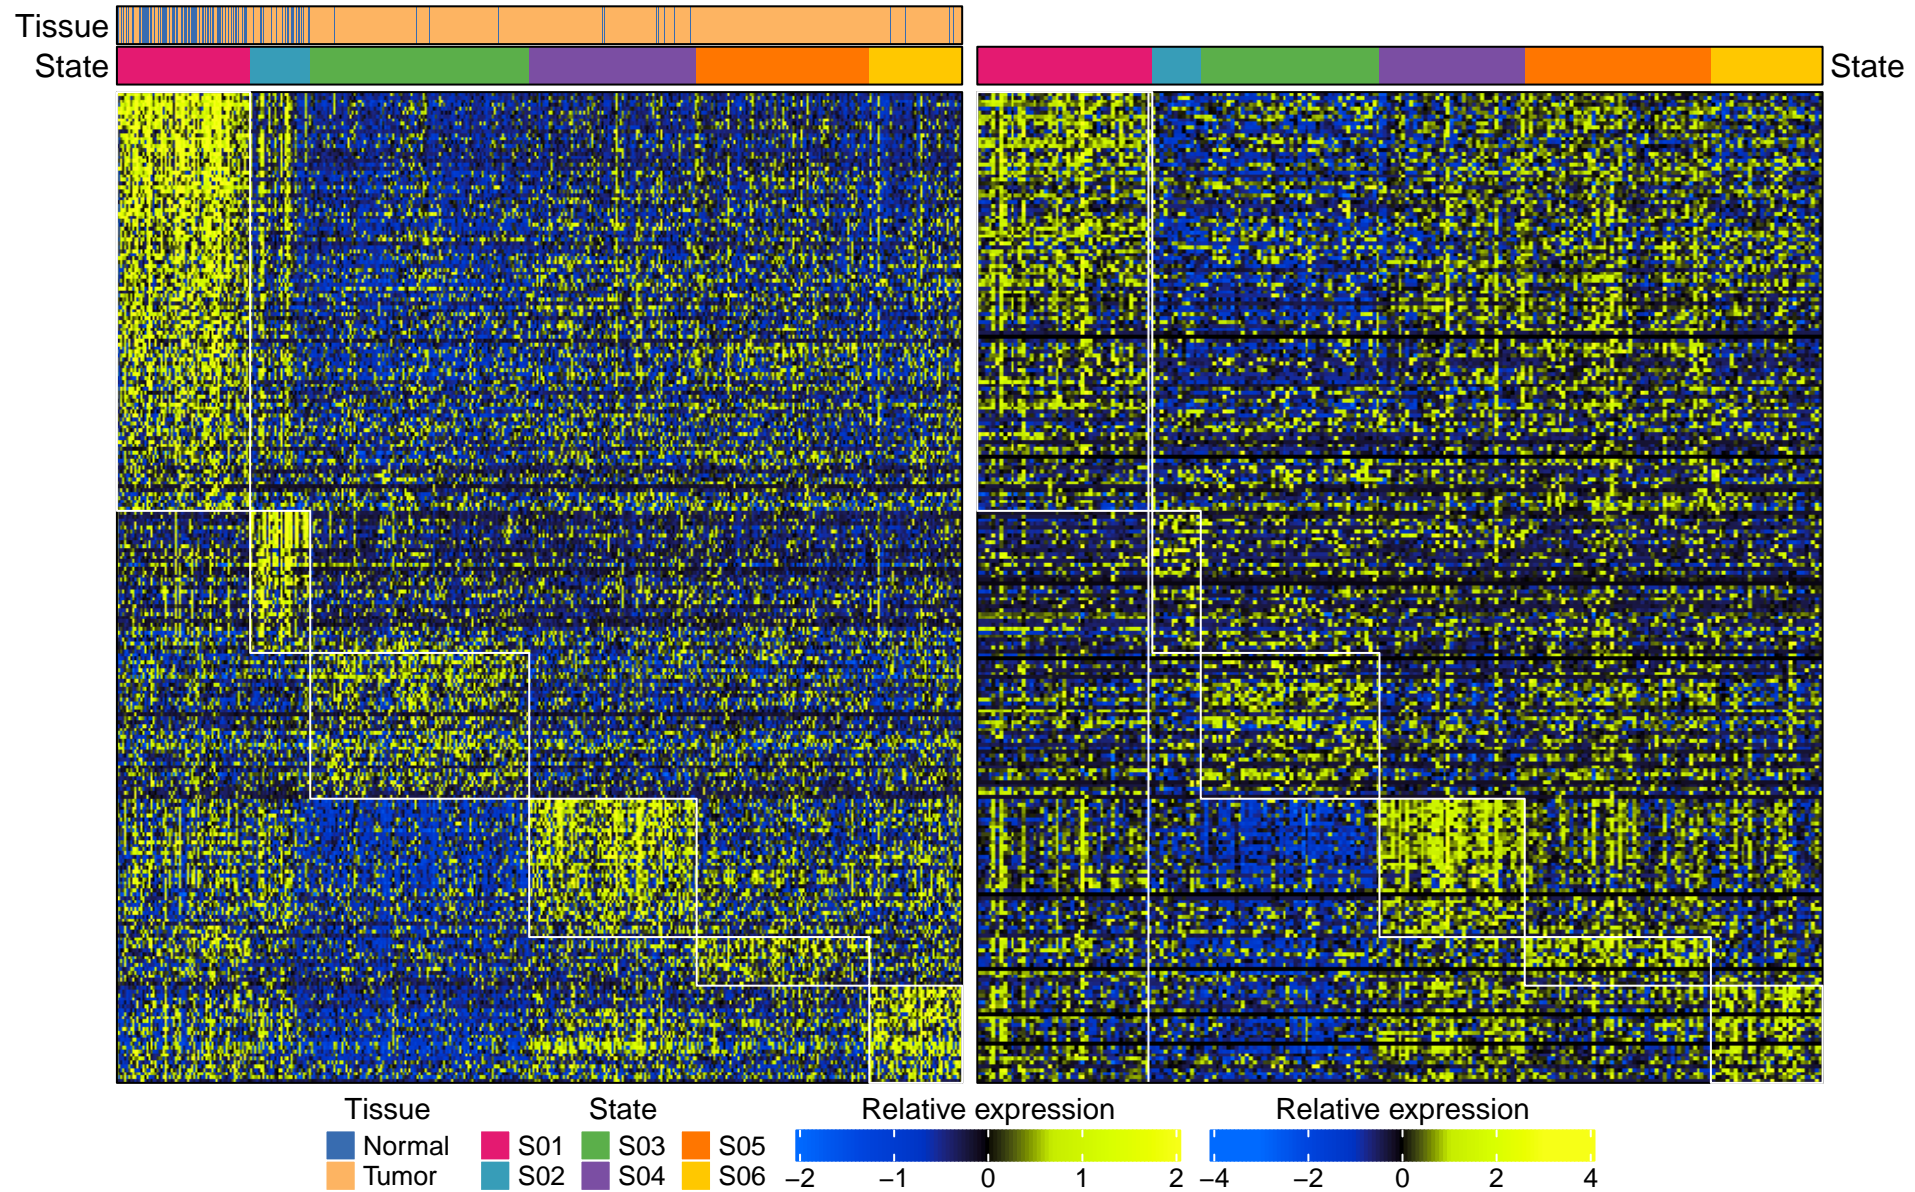 Tissue
State
State
Tissue State Relative expression Relative expression
Normal S01 S03 S05
Tumor S02 S04 S06
−2 −1 0 1 2 −4 −2 0 2 4